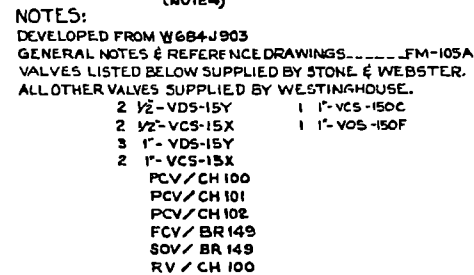 (NOTE4)
NOTES:
DEVELOPED FROM W684J903
GENERAL NOTES & REFERENCE DRAWINGS______FM-105A
VALVES LISTED BELOW SUPPLIED BY STONE & WEBSTER.
ALL OTHER VALVES SUPPLIED BY WESTINGHOUSE.
2 1/2"-VDS-15Y 1 1"-VCS-150C
2 1/2"-VCS-15X 1 1"-VOS-150F
3 1"-VDS-15Y
2 1"-VCS-15X
PCV/CH 100
PCV/CH 101
PCV/CH 102
FCV/BR 149
SOV/BR 149
RV/CH 100